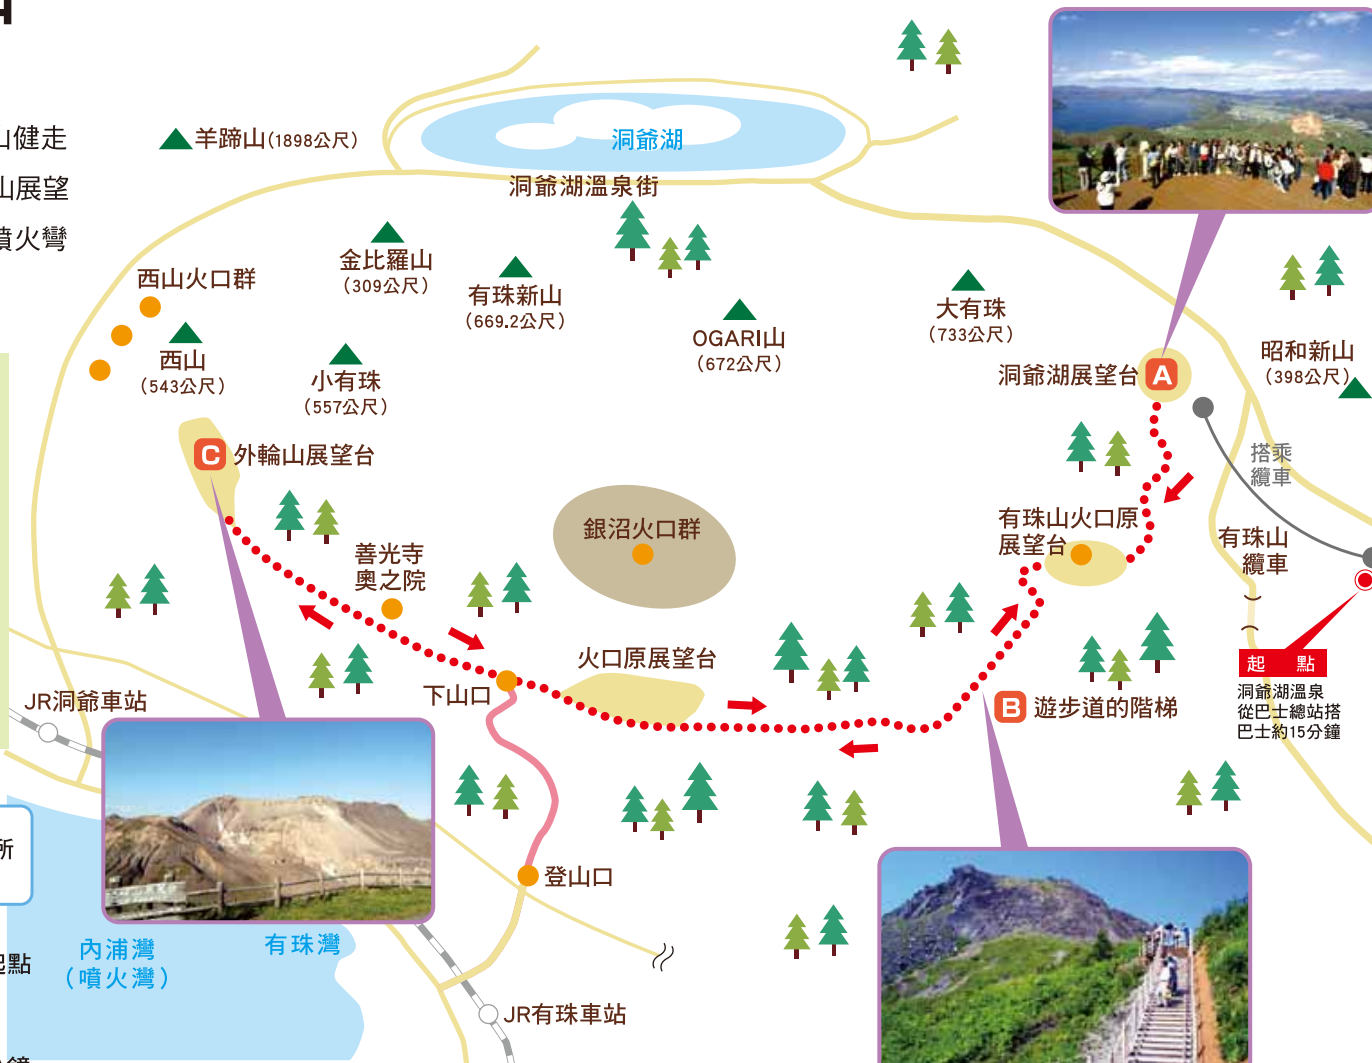 山健走
山展望
噴火彎
羊蹄山(1898公尺)
洞爺湖
洞爺湖溫泉街
金比羅山
(309公尺)
有珠新山
(669.2公尺)
西山火口群
西山
(543公尺)
小有珠
(557公尺)
OGARI山
(672公尺)
大有珠
(733公尺)
洞爺湖展望台
A
昭和新山
(398公尺)
搭乘
纜車
C
外輪山展望台
銀沼火口群
有珠山火口原
展望台
有珠山
纜車
善光寺
奧之院
火口原展望台
下山口
起點
洞爺湖溫泉
從巴士總站搭
巴士約15分鐘
B
遊步道的階梯
JR洞爺車站
所
登山口
內浦灣
(噴火灣)
有珠灣
起點
JR有珠車站